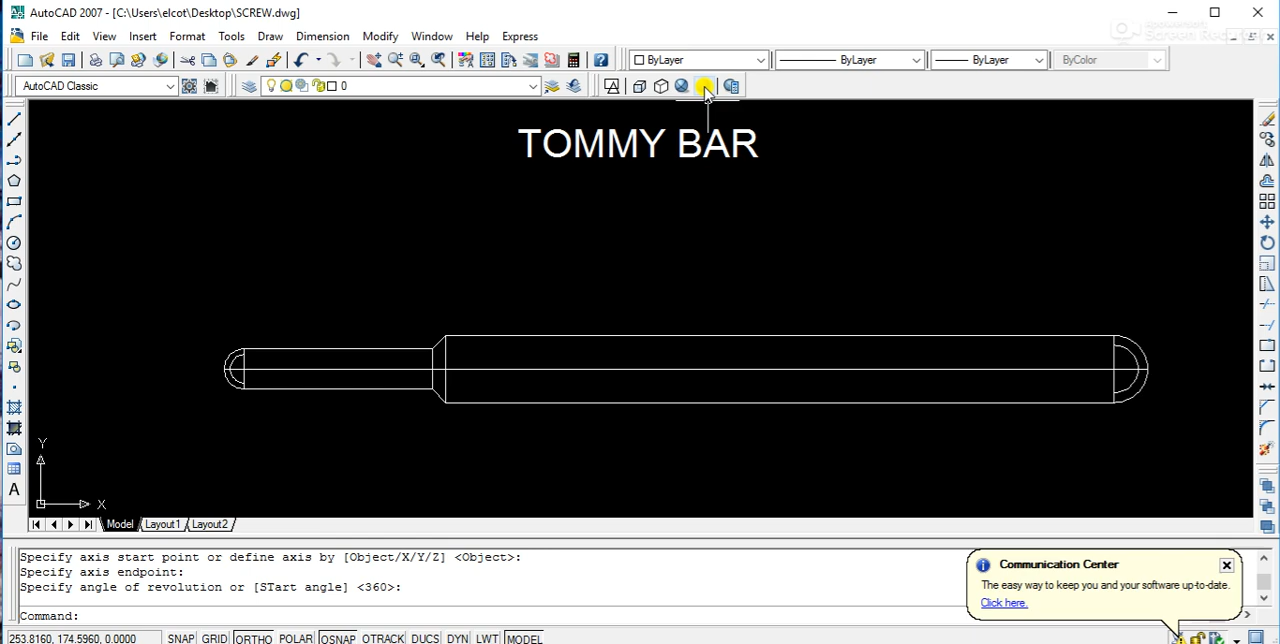 AutoCAD 2007 - [C:\Users\elcot\Desktop\SCREW.dwg]
File Edit View Insert Format Tools Draw Dimension Modify Window Help Express
ByLayer ByLayer ByLayer ByColor
AutoCAD Classic 0
TOMMY BAR
Y
X
Model Layout1 Layout2
Specify axis start point or define axis by [Object/X/Y/Z] <Object>:
Specify axis endpoint:
Specify angle of revolution or [STart angle] <360>:
Command:
Communication Center
The easy way to keep you and your software up-to-date.
Click here.
253.8160, 174.5960, 0.0000 SNAP GRID ORTHO POLAR OSNAP OTRACK DUCS DYN LWT MODEL